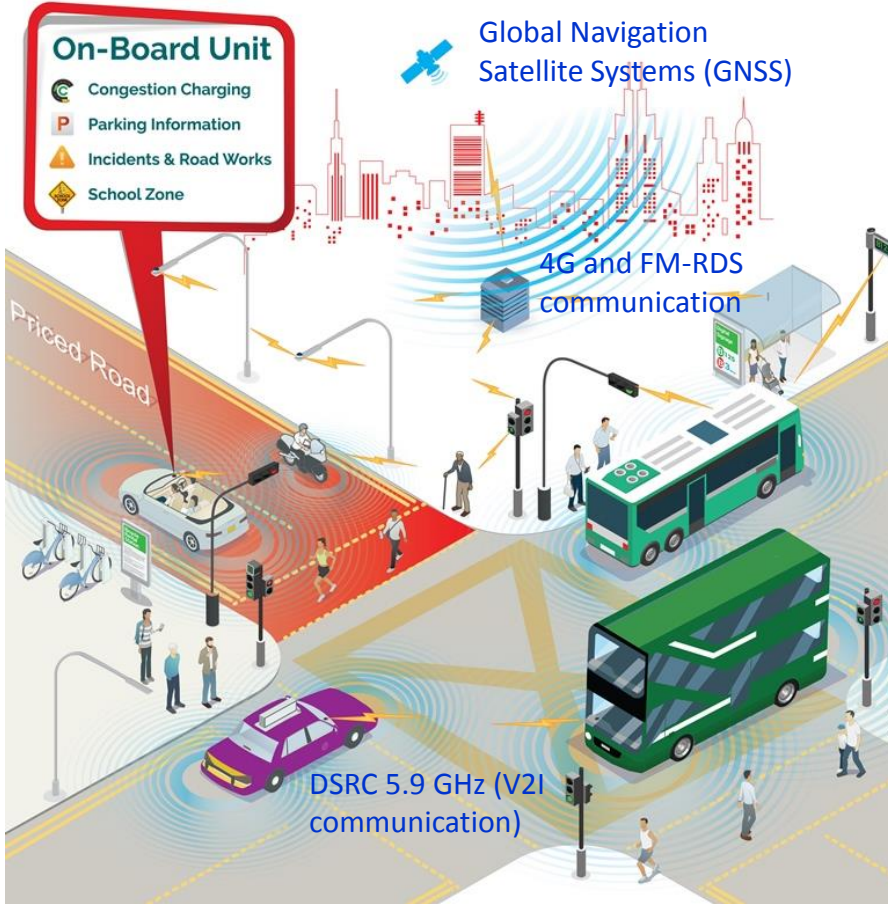 On-Board Unit
Congestion Charging
P
Parking Information
Incidents & Road Works
School Zone
Global Navigation
Satellite Systems (GNSS)
4G and FM-RDS
communication
Priced Road
DSRC 5.9 GHz (V2I
communication)